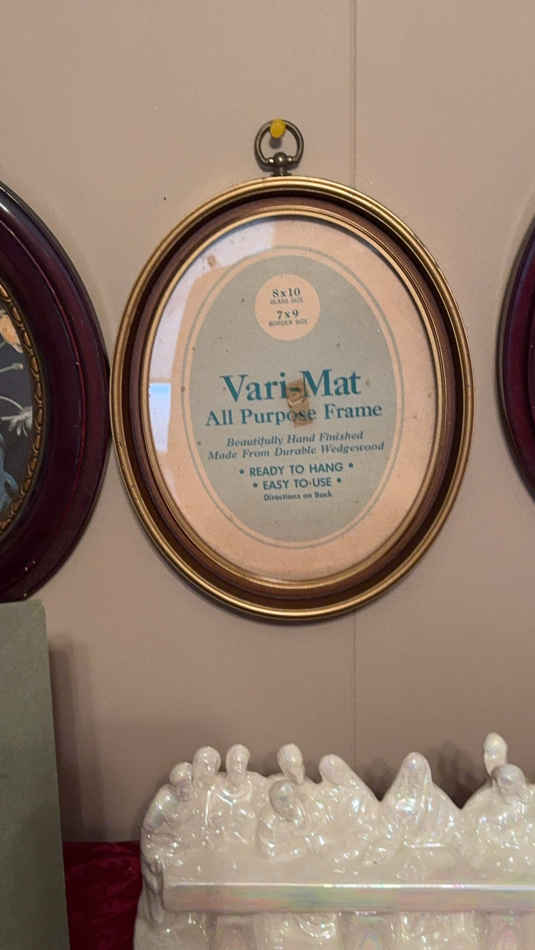 8x10
GLASS SIZE
7x9
BORDER SIZE
Vari-Mat
All Purpose Frame
Beautifully Hand Finished
Made From Durable Wedgewood
• READY TO HANG •
• EASY TO-USE •
Directions on Back